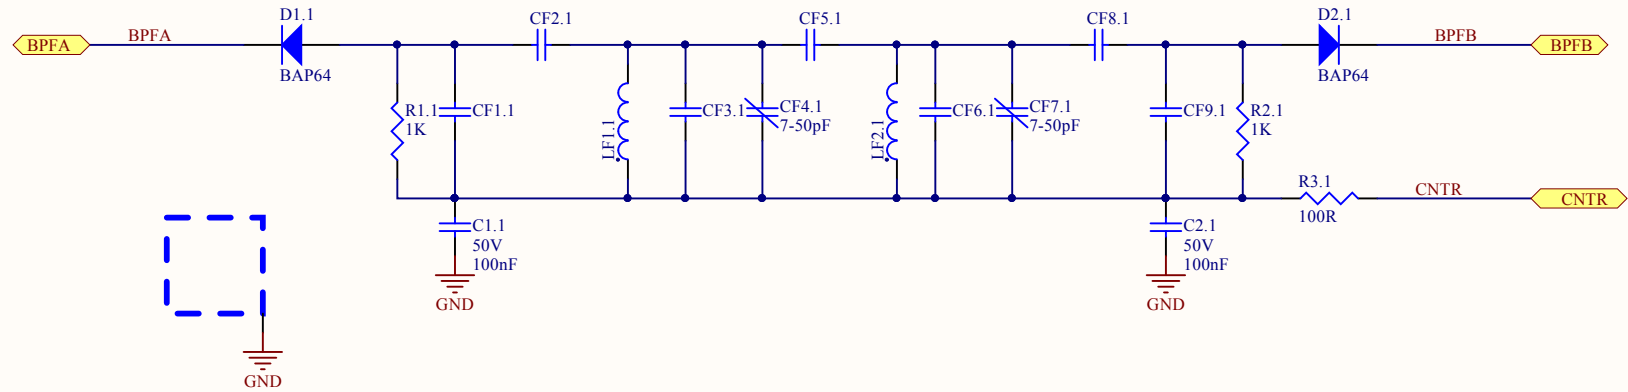 D1.1
CF2.1
CF5.1
CF8.1
D2.1
BPFA
BPFA
BPFB
BPFB
BAP64
BAP64
R1.1
1K
CF1.1
LF1.1
CF3.1
CF4.1
7-50pF
LF2.1
CF6.1
CF7.1
7-50pF
CF9.1
R2.1
1K
R3.1
100R
CNTR
CNTR
C1.1
50V
100nF
GND
C2.1
50V
100nF
GND
GND